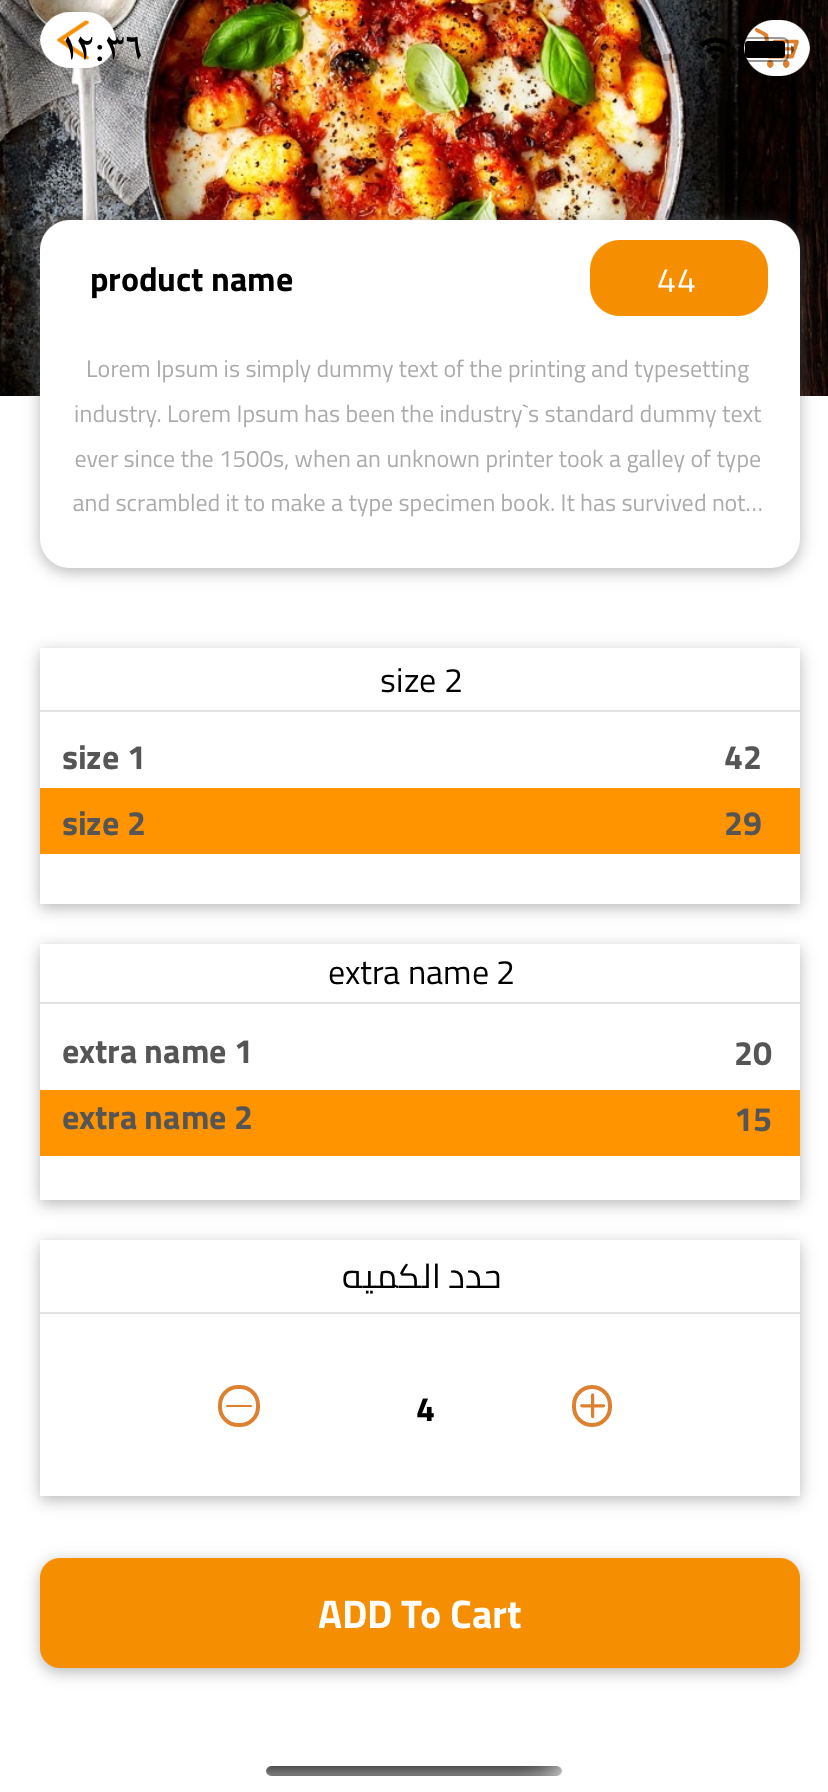 ١٢:٣٦
product name
44
Lorem Ipsum is simply dummy text of the printing and typesetting
industry. Lorem Ipsum has been the industry`s standard dummy text
ever since the 1500s, when an unknown printer took a galley of type
and scrambled it to make a type specimen book. It has survived not...
size 2
size 1 42
size 2 29
extra name 2
extra name 1 20
extra name 2 15
حدد الكميه
4
ADD To Cart